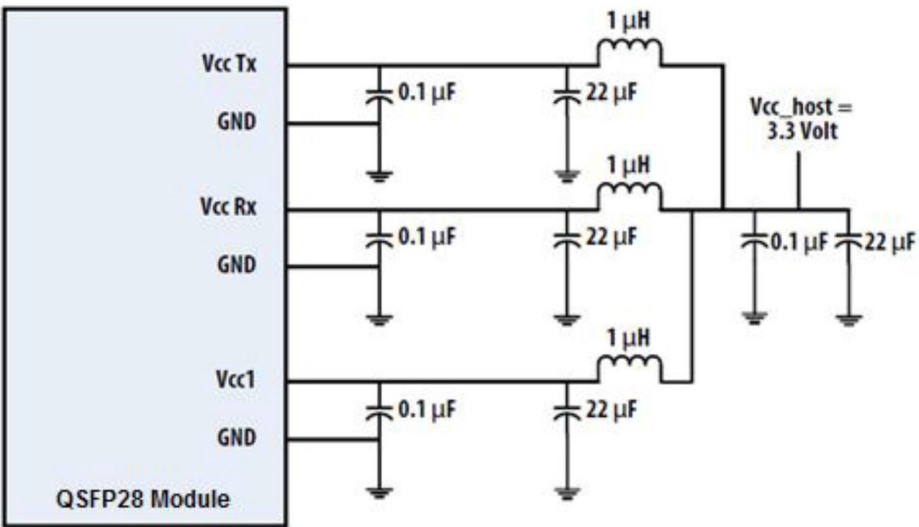 1 µH
Vcc Tx
0.1 µF
22 µF
Vcc_host =
3.3 Volt
GND
1 µH
Vcc Rx
0.1 µF
22 µF
0.1 µF
22 µF
GND
1 µH
Vcc1
0.1 µF
22 µF
GND
QSFP28 Module